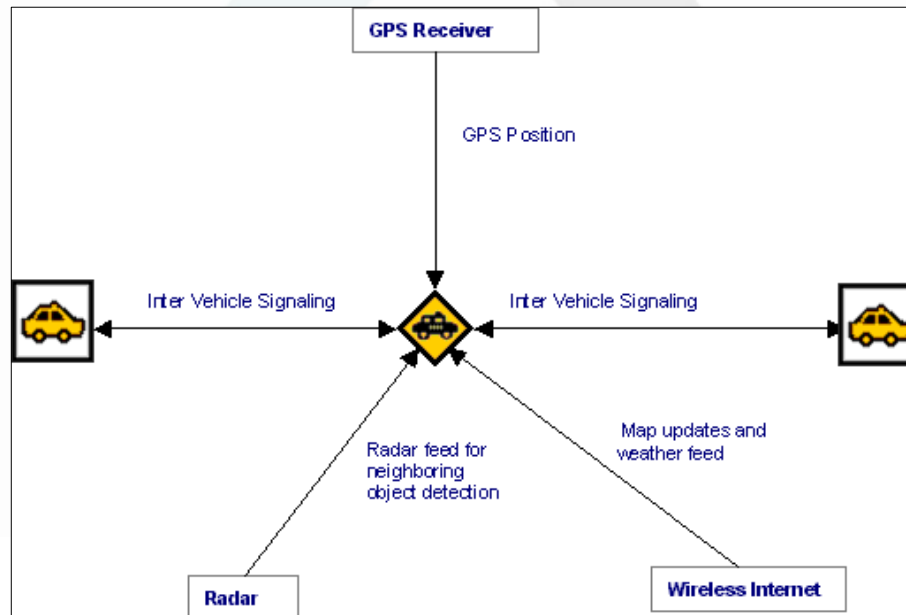 GPS Receiver
GPS Position
Inter Vehicle Signaling
Inter Vehicle Signaling
Radar feed for
neighboring
object detection
Map updates and
weather feed
Radar
Wireless Internet